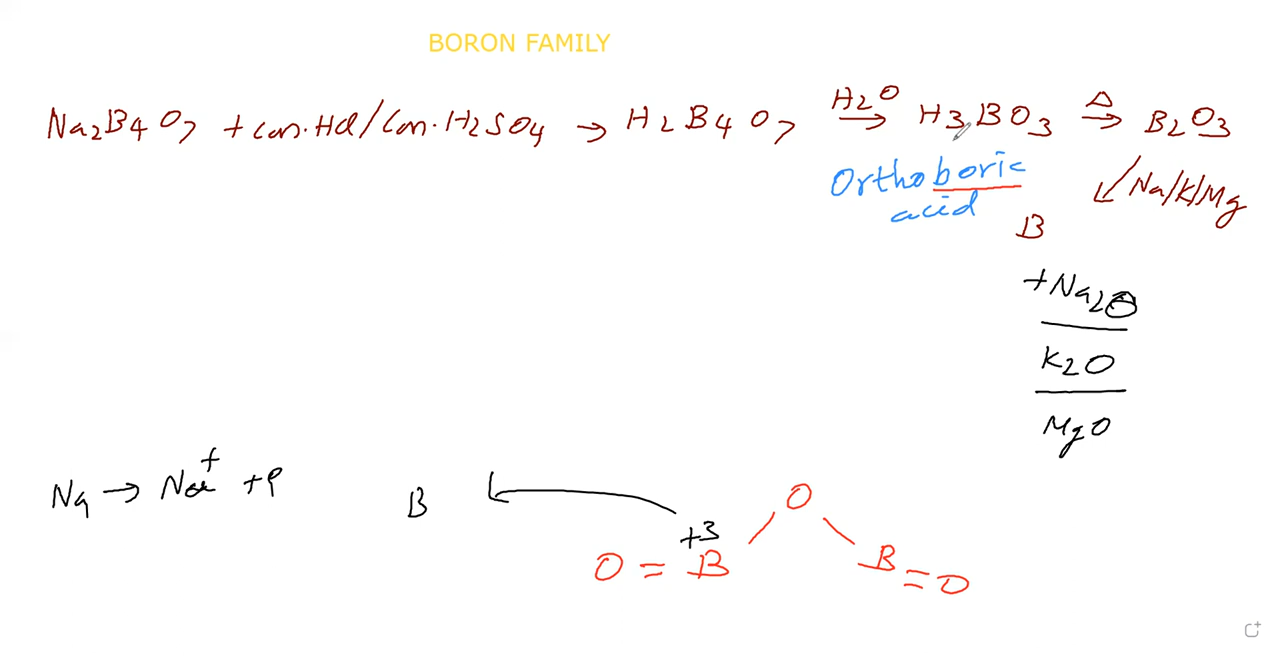 BORON FAMILY
Na2B4O7 + Con. HCl/Con. H2SO4 → H2B4O7 H2O → H3BO3 Δ → B2O3
Orthoboric acid
↙ Na/K/Mg
B
+ Na2O
K2O
MgO
Na → Na+ + e
B ← +3
O
O = B B = O